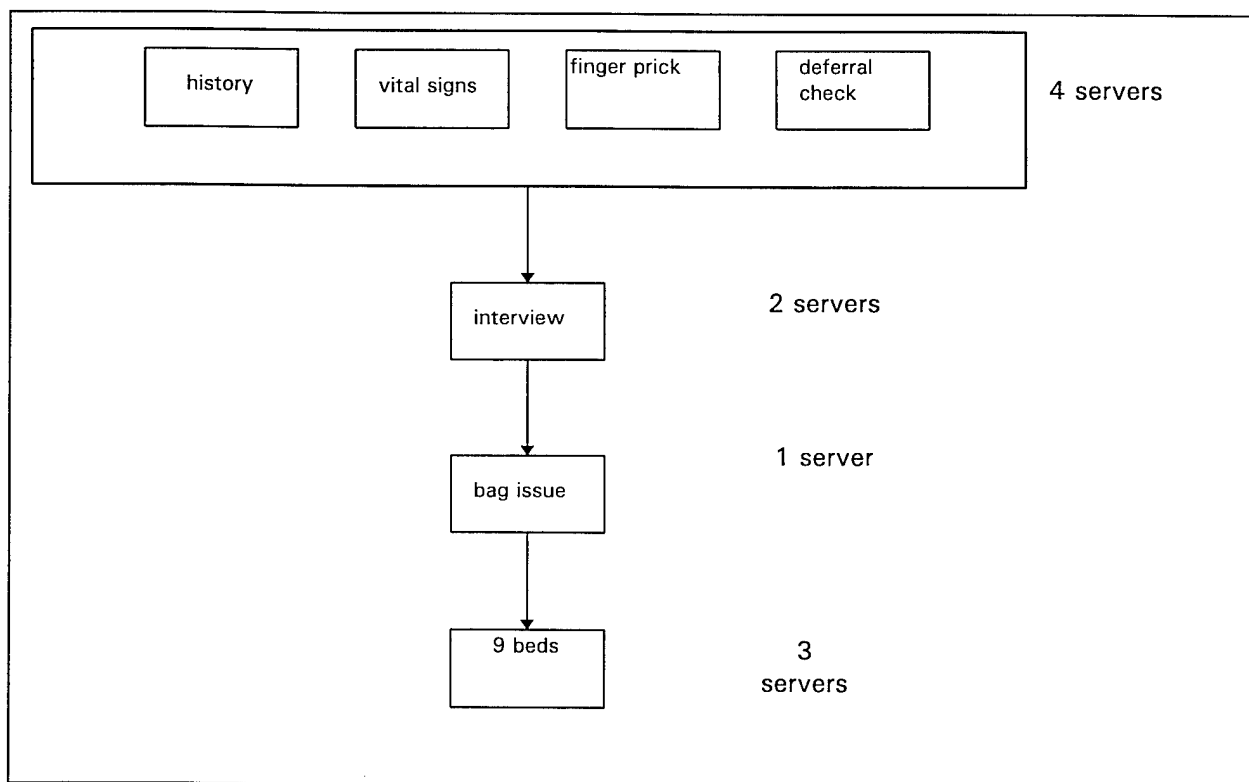 history
vital signs
finger prick
deferral
check
4 servers
interview
2 servers
bag issue
1 server
9 beds
3
servers